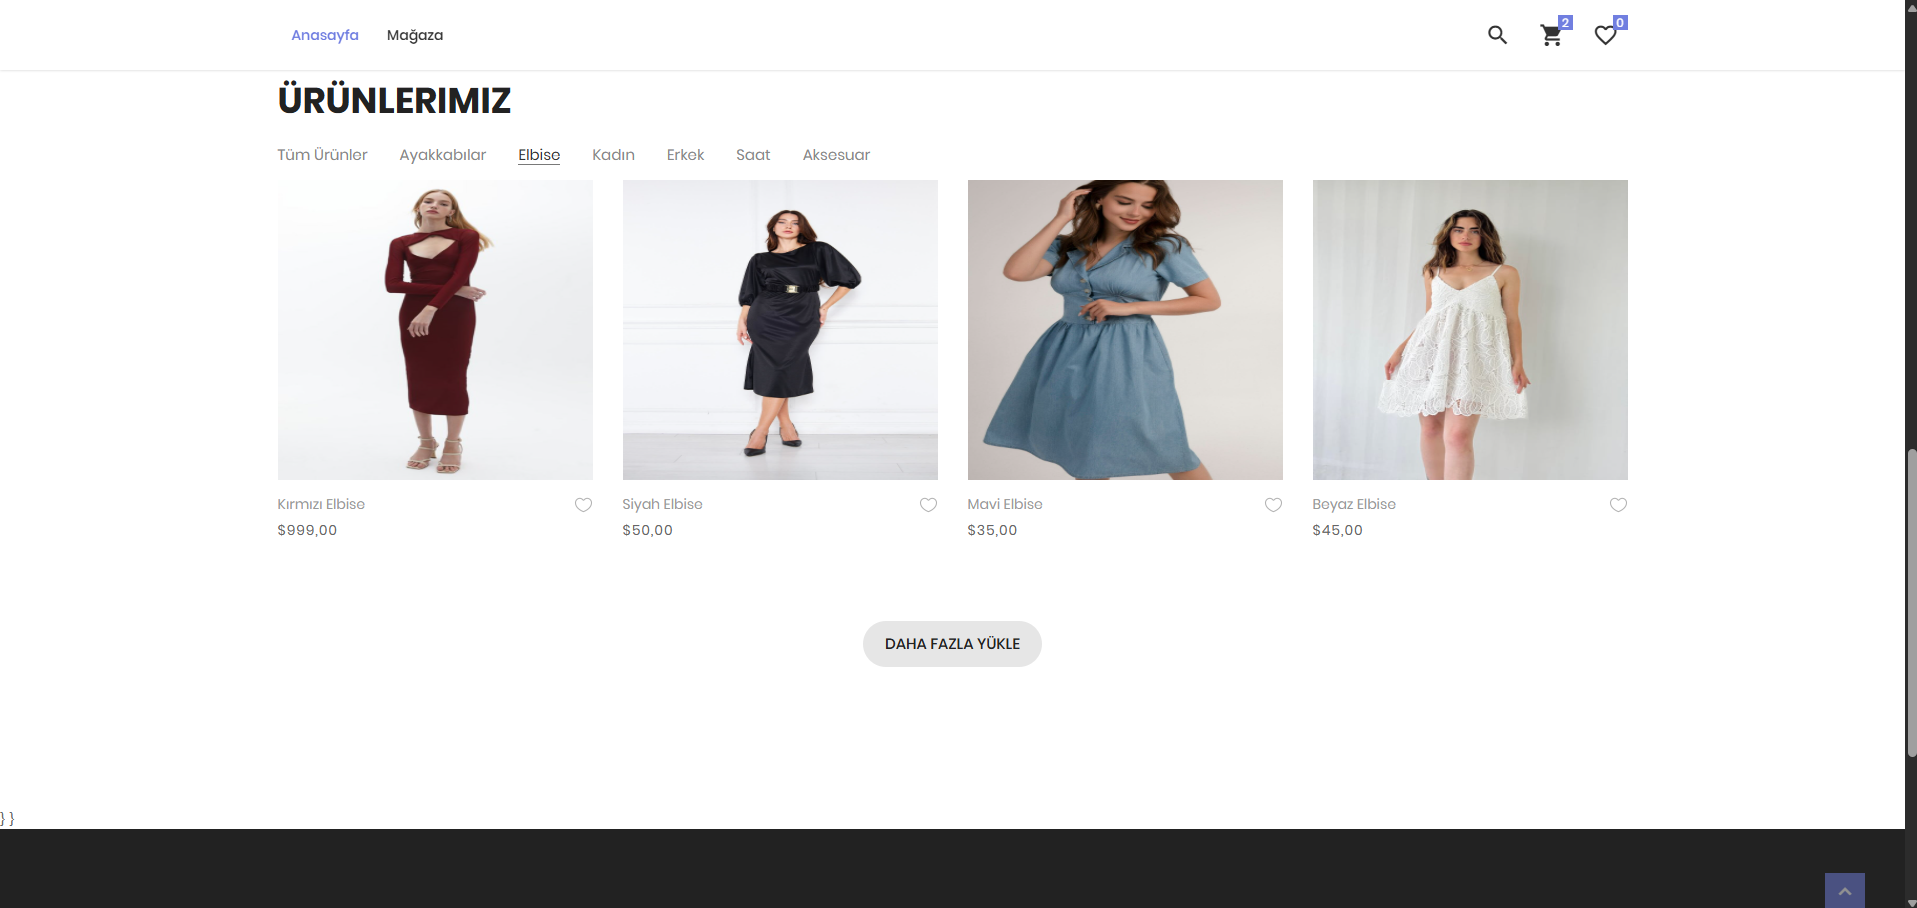 Anasayfa Mağaza 2 0
ÜRÜNLERIMIZ
Tüm Ürünler Ayakkabılar Elbise Kadın Erkek Saat Aksesuar
Kırmızı Elbise Siyah Elbise Mavi Elbise Beyaz Elbise
$999,00 $50,00 $35,00 $45,00
DAHA FAZLA YÜKLE
} }